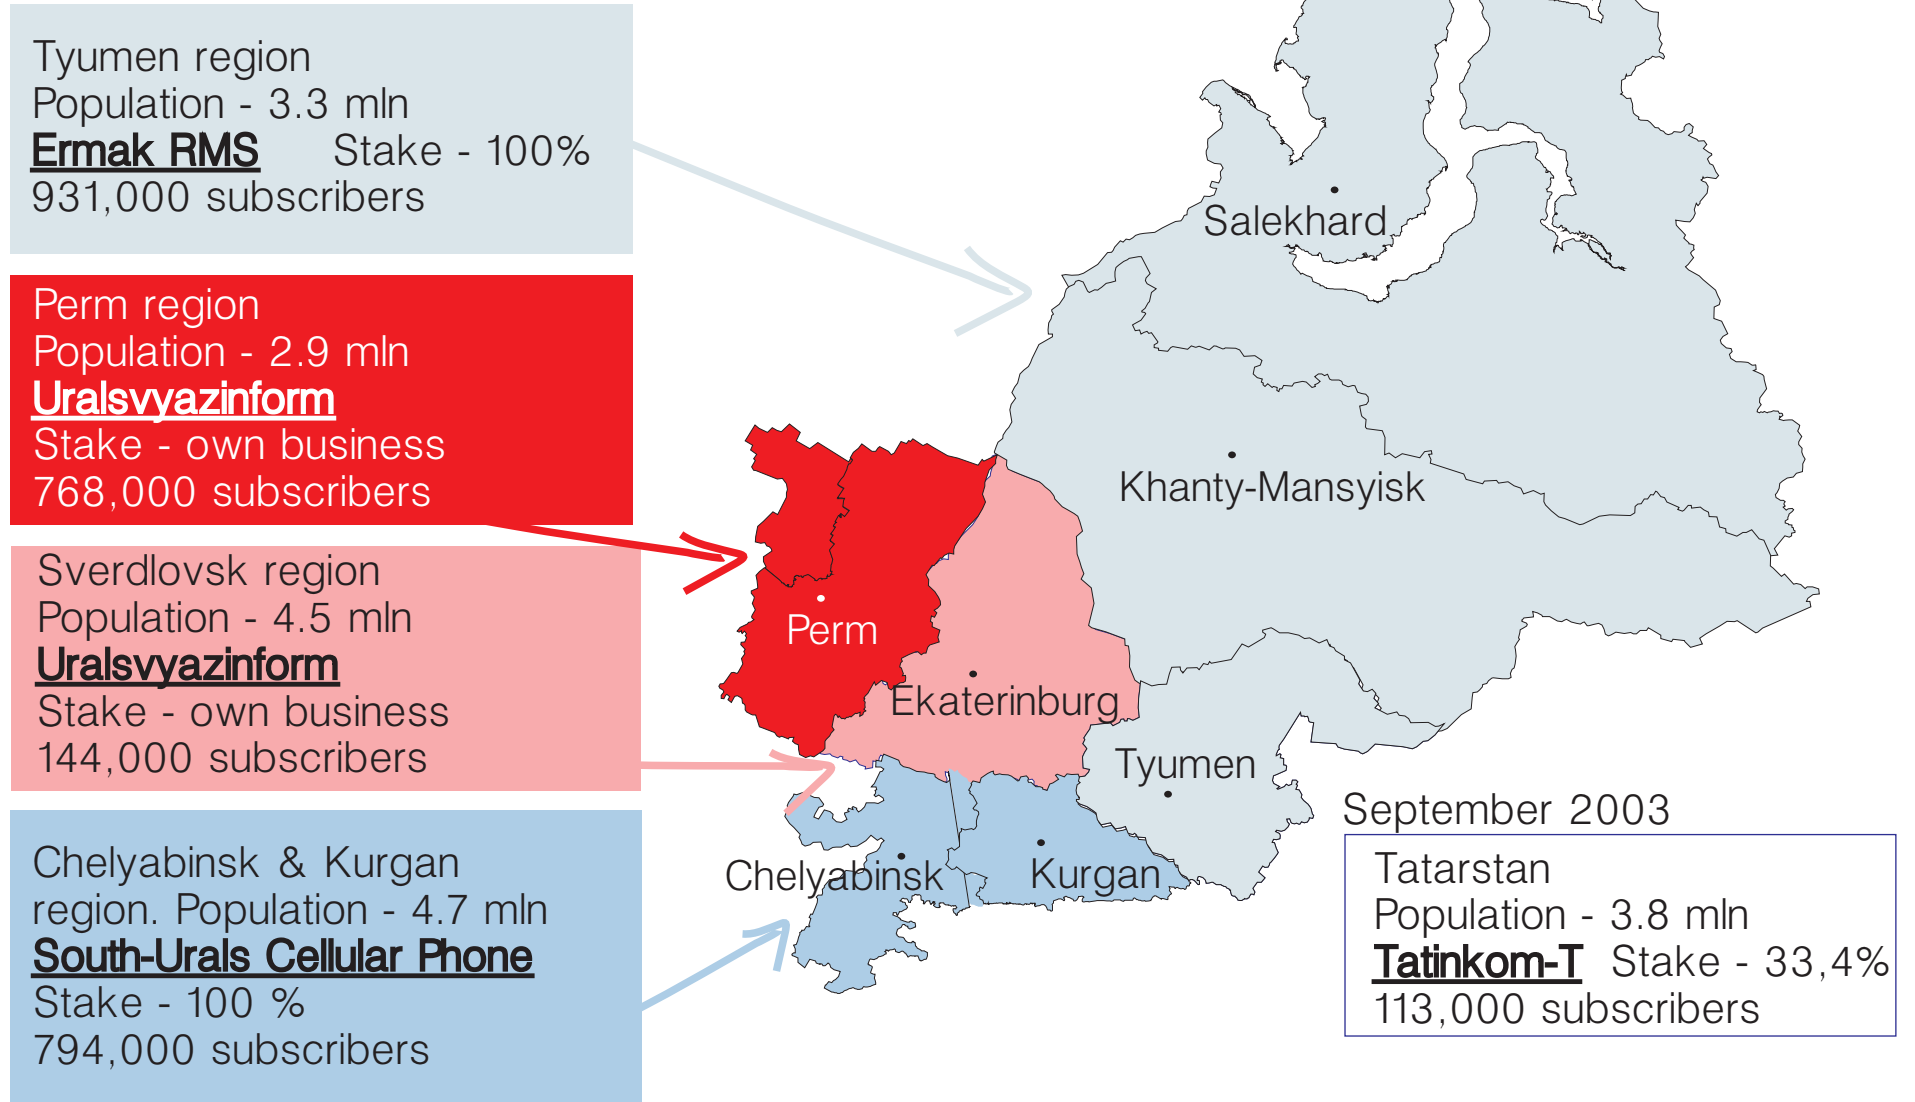 Tyumen region
Population - 3.3 mln
Ermak RMS Stake - 100%
931,000 subscribers
Perm region
Population - 2.9 mln
Uralsvyazinform
Stake - own business
768,000 subscribers
Sverdlovsk region
Population - 4.5 mln
Uralsvyazinform
Stake - own business
144,000 subscribers
Chelyabinsk & Kurgan
region. Population - 4.7 mln
South-Urals Cellular Phone
Stake - 100 %
794,000 subscribers
Salekhard
Khanty-Mansyisk
Perm
Ekaterinburg
Tyumen
Chelyabinsk
Kurgan
September 2003
Tatarstan
Population - 3.8 mln
Tatinkom-T Stake - 33,4%
113,000 subscribers